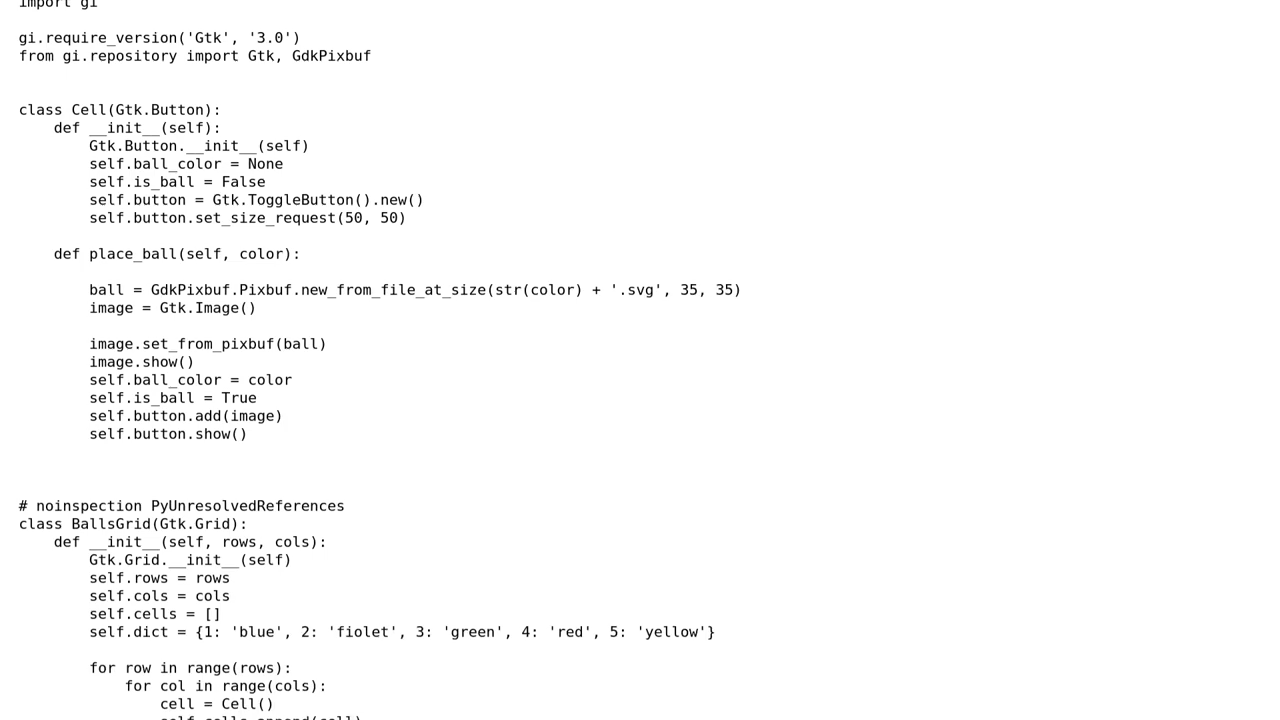 import gi
gi.require_version('Gtk', '3.0')
from gi.repository import Gtk, GdkPixbuf
class Cell(Gtk.Button):
    def __init__(self):
        Gtk.Button.__init__(self)
        self.ball_color = None
        self.is_ball = False
        self.button = Gtk.ToggleButton().new()
        self.button.set_size_request(50, 50)
    def place_ball(self, color):
        ball = GdkPixbuf.Pixbuf.new_from_file_at_size(str(color) + '.svg', 35, 35)
        image = Gtk.Image()
        image.set_from_pixbuf(ball)
        image.show()
        self.ball_color = color
        self.is_ball = True
        self.button.add(image)
        self.button.show()
# noinspection PyUnresolvedReferences
class BallsGrid(Gtk.Grid):
    def __init__(self, rows, cols):
        Gtk.Grid.__init__(self)
        self.rows = rows
        self.cols = cols
        self.cells = []
        self.dict = {1: 'blue', 2: 'fiolet', 3: 'green', 4: 'red', 5: 'yellow'}
        for row in range(rows):
            for col in range(cols):
                cell = Cell()
                self.cells.append(cell)